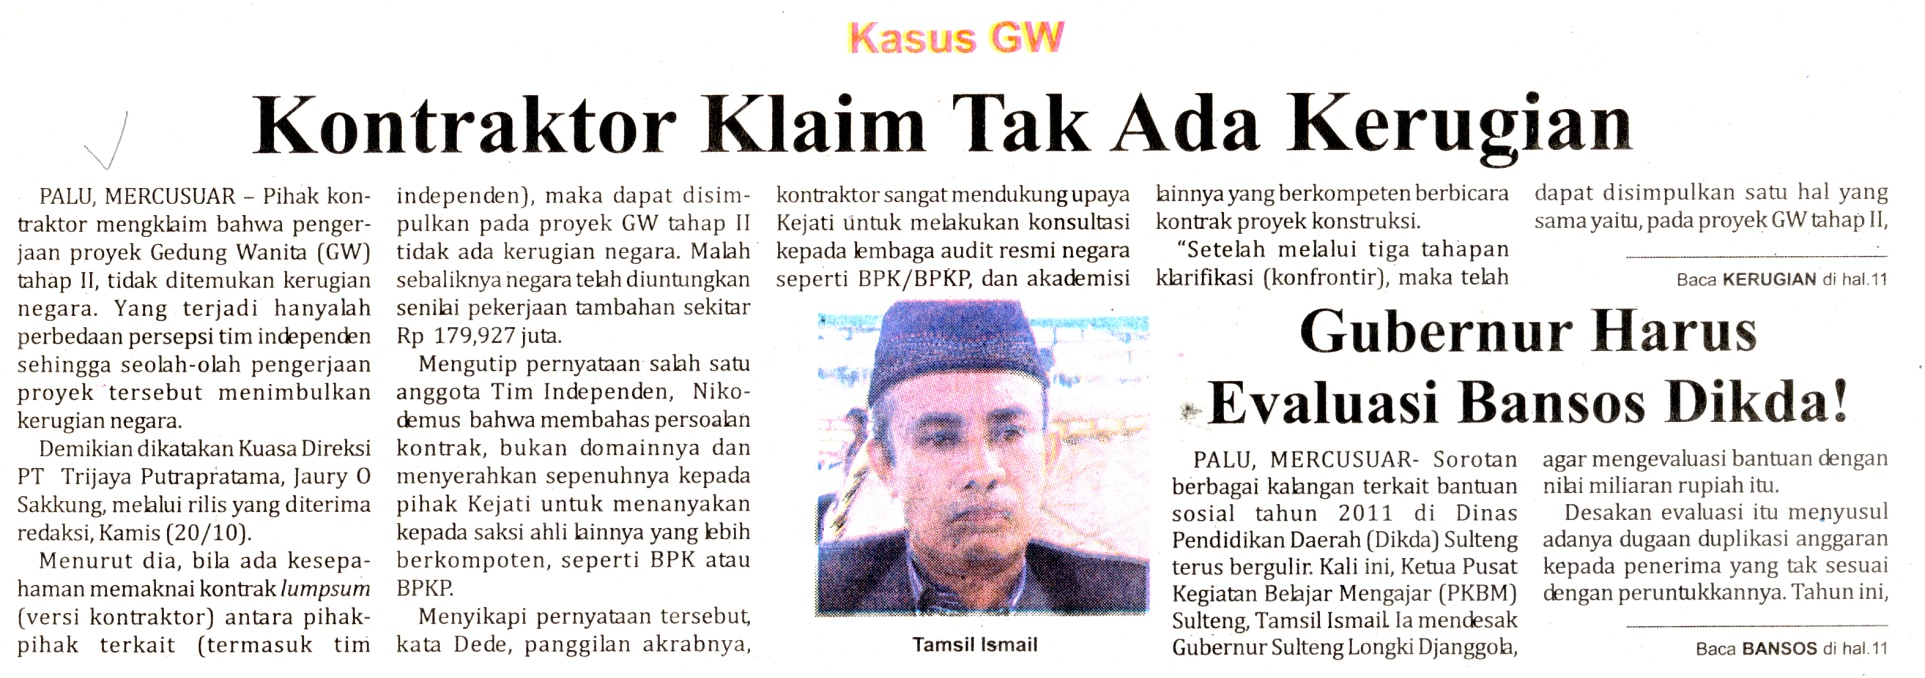 Kasus GW
Kontraktor Klaim Tak Ada Kerugian
PALU, MERCUSUAR – Pihak kon-
traktor mengklaim bahwa penger-
jaan proyek Gedung Wanita (GW)
tahap II, tidak ditemukan kerugian
negara. Yang terjadi hanyalah
perbedaan persepsi tim independen
sehingga seolah-olah pengerjaan
proyek tersebut menimbulkan
kerugian negara.
Demikian dikatakan Kuasa Direksi
PT Trijaya Putrapratama, Jaury O
Sakkung, melalui rilis yang diterima
redaksi, Kamis (20/10).
Menurut dia, bila ada kesepa-
haman memaknai kontrak lumpsum
(versi kontraktor) antara pihak-
pihak terkait (termasuk tim
independen), maka dapat disim-
pulkan pada proyek GW tahap II
tidak ada kerugian negara. Malah
sebaliknya negara telah diuntungkan
senilai pekerjaan tambahan sekitar
Rp 179,927 juta.
Mengutip pernyataan salah satu
anggota Tim Independen, Niko-
demus bahwa membahas persoalan
kontrak, bukan domainnya dan
menyerahkan sepenuhnya kepada
pihak Kejati untuk menanyakan
kepada saksi ahli lainnya yang lebih
berkompoten, seperti BPK atau
BPKP.
Menyikapi pernyataan tersebut,
kata Dede, panggilan akrabnya,
kontraktor sangat mendukung upaya
Kejati untuk melakukan konsultasi
kepada lembaga audit resmi negara
seperti BPK/BPKP, dan akademisi
lainnya yang berkompeten berbicara
kontrak proyek konstruksi.
“Setelah melalui tiga tahapan
klarifikasi (konfrontir), maka telah
dapat disimpulkan satu hal yang
sama yaitu, pada proyek GW tahap II,
Baca KERUGIAN di hal.11
Tamsil Ismail
Gubernur Harus
Evaluasi Bansos Dikda!
PALU, MERCUSUAR- Sorotan
berbagai kalangan terkait bantuan
sosial tahun 2011 di Dinas
Pendidikan Daerah (Dikda) Sulteng
terus bergulir. Kali ini, Ketua Pusat
Kegiatan Belajar Mengajar (PKBM)
Sulteng, Tamsil Ismail. Ia mendesak
Gubernur Sulteng Longki Djanggola,
agar mengevaluasi bantuan dengan
nilai miliaran rupiah itu.
Desakan evaluasi itu menyusul
adanya dugaan duplikasi anggaran
kepada penerima yang tak sesuai
dengan peruntukkannya. Tahun ini,
Baca BANSOS di hal.11